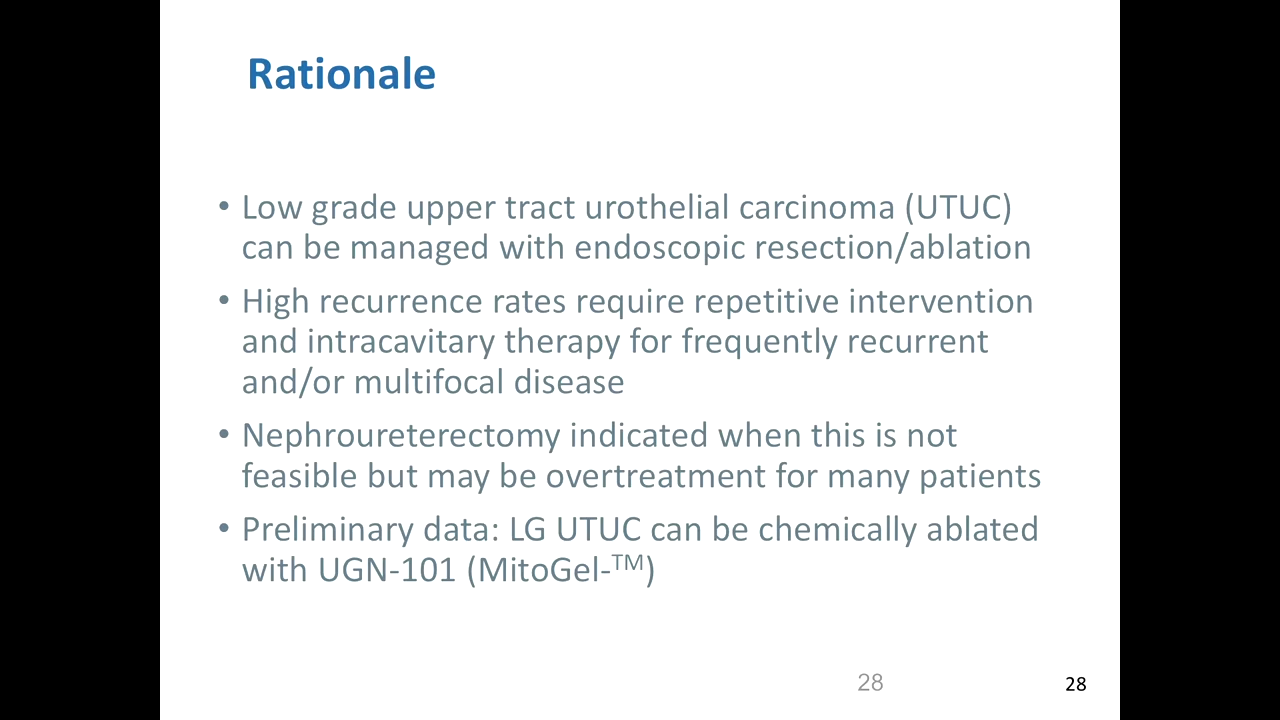 Rationale
• Low grade upper tract urothelial carcinoma (UTUC)
can be managed with endoscopic resection/ablation
• High recurrence rates require repetitive intervention
and intracavitary therapy for frequently recurrent
and/or multifocal disease
• Nephroureterectomy indicated when this is not
feasible but may be overtreatment for many patients
• Preliminary data: LG UTUC can be chemically ablated
with UGN-101 (MitoGel-TM)
28
28